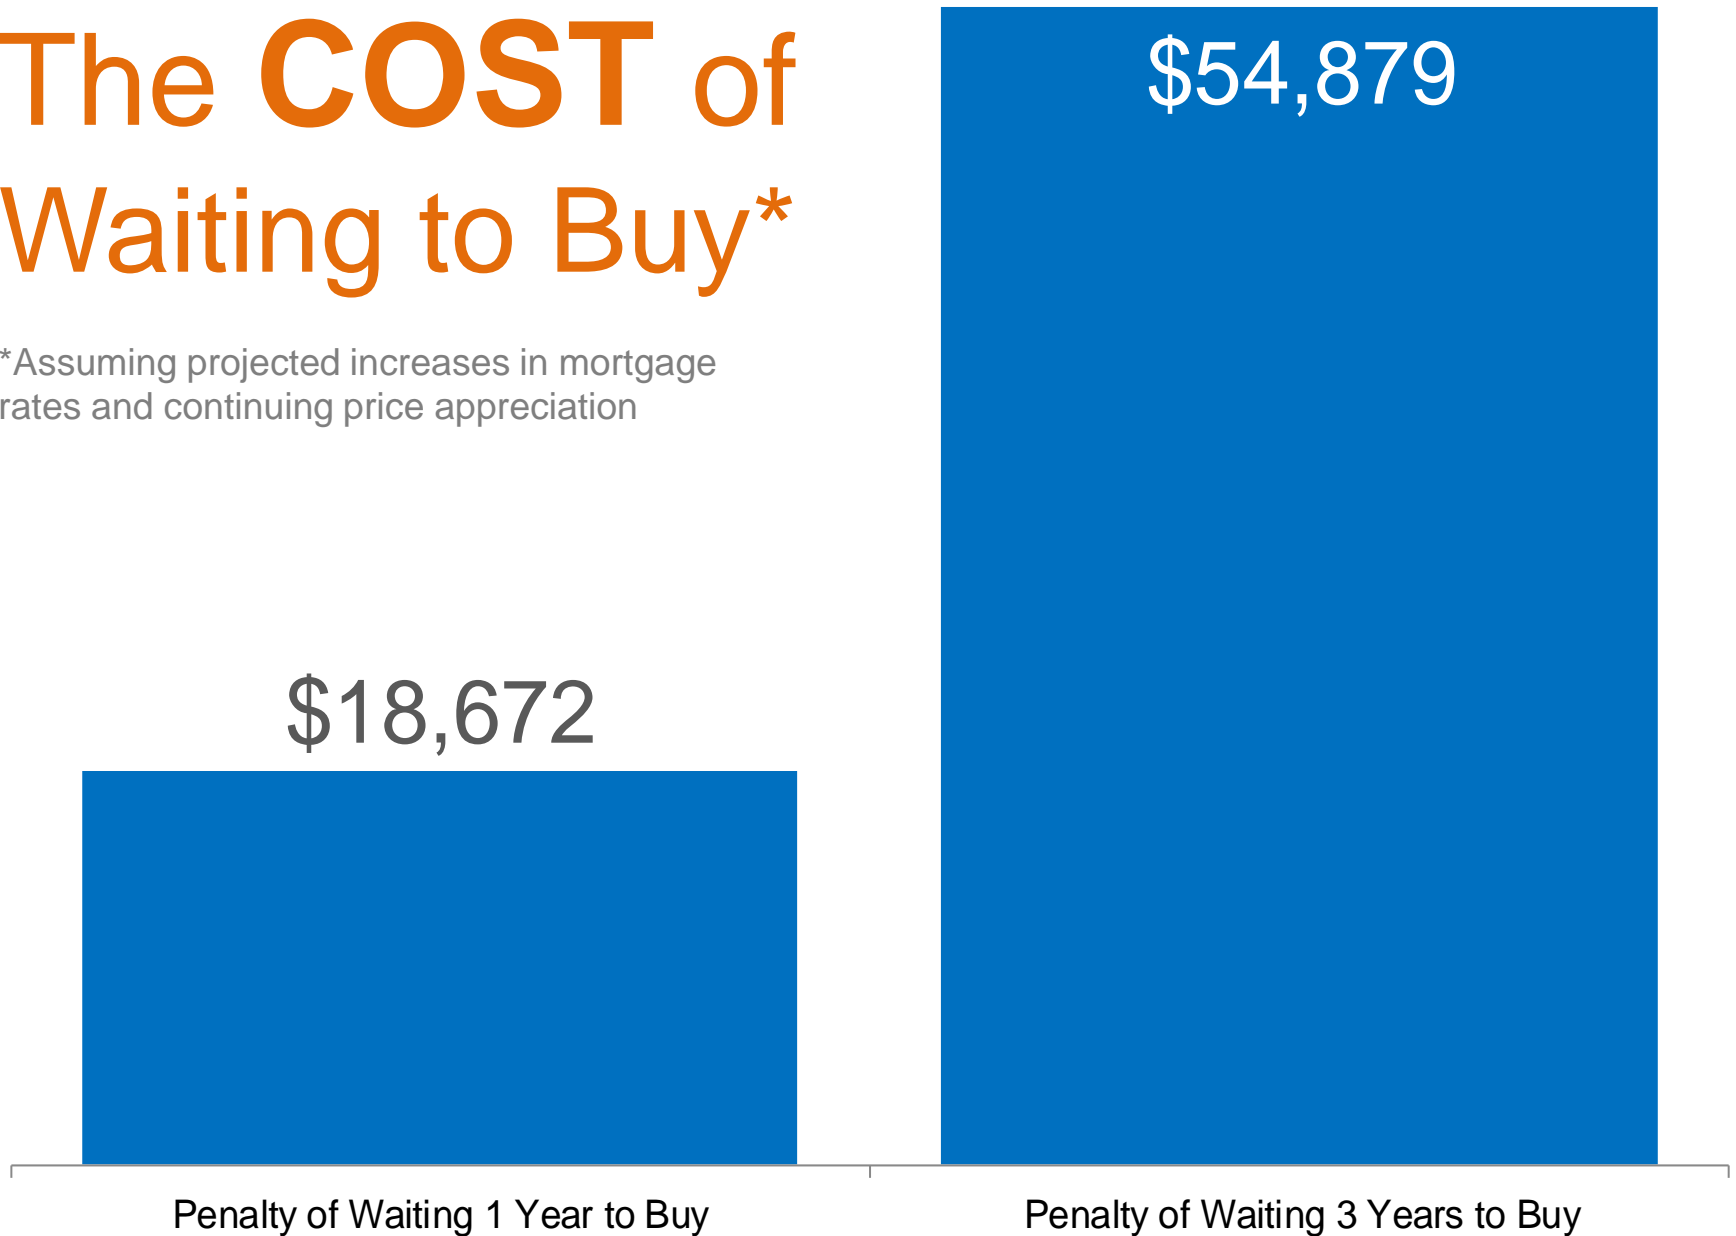 The COST of
Waiting to Buy*
*Assuming projected increases in mortgage
rates and continuing price appreciation
$54,879
$18,672
Penalty of Waiting 1 Year to Buy
Penalty of Waiting 3 Years to Buy